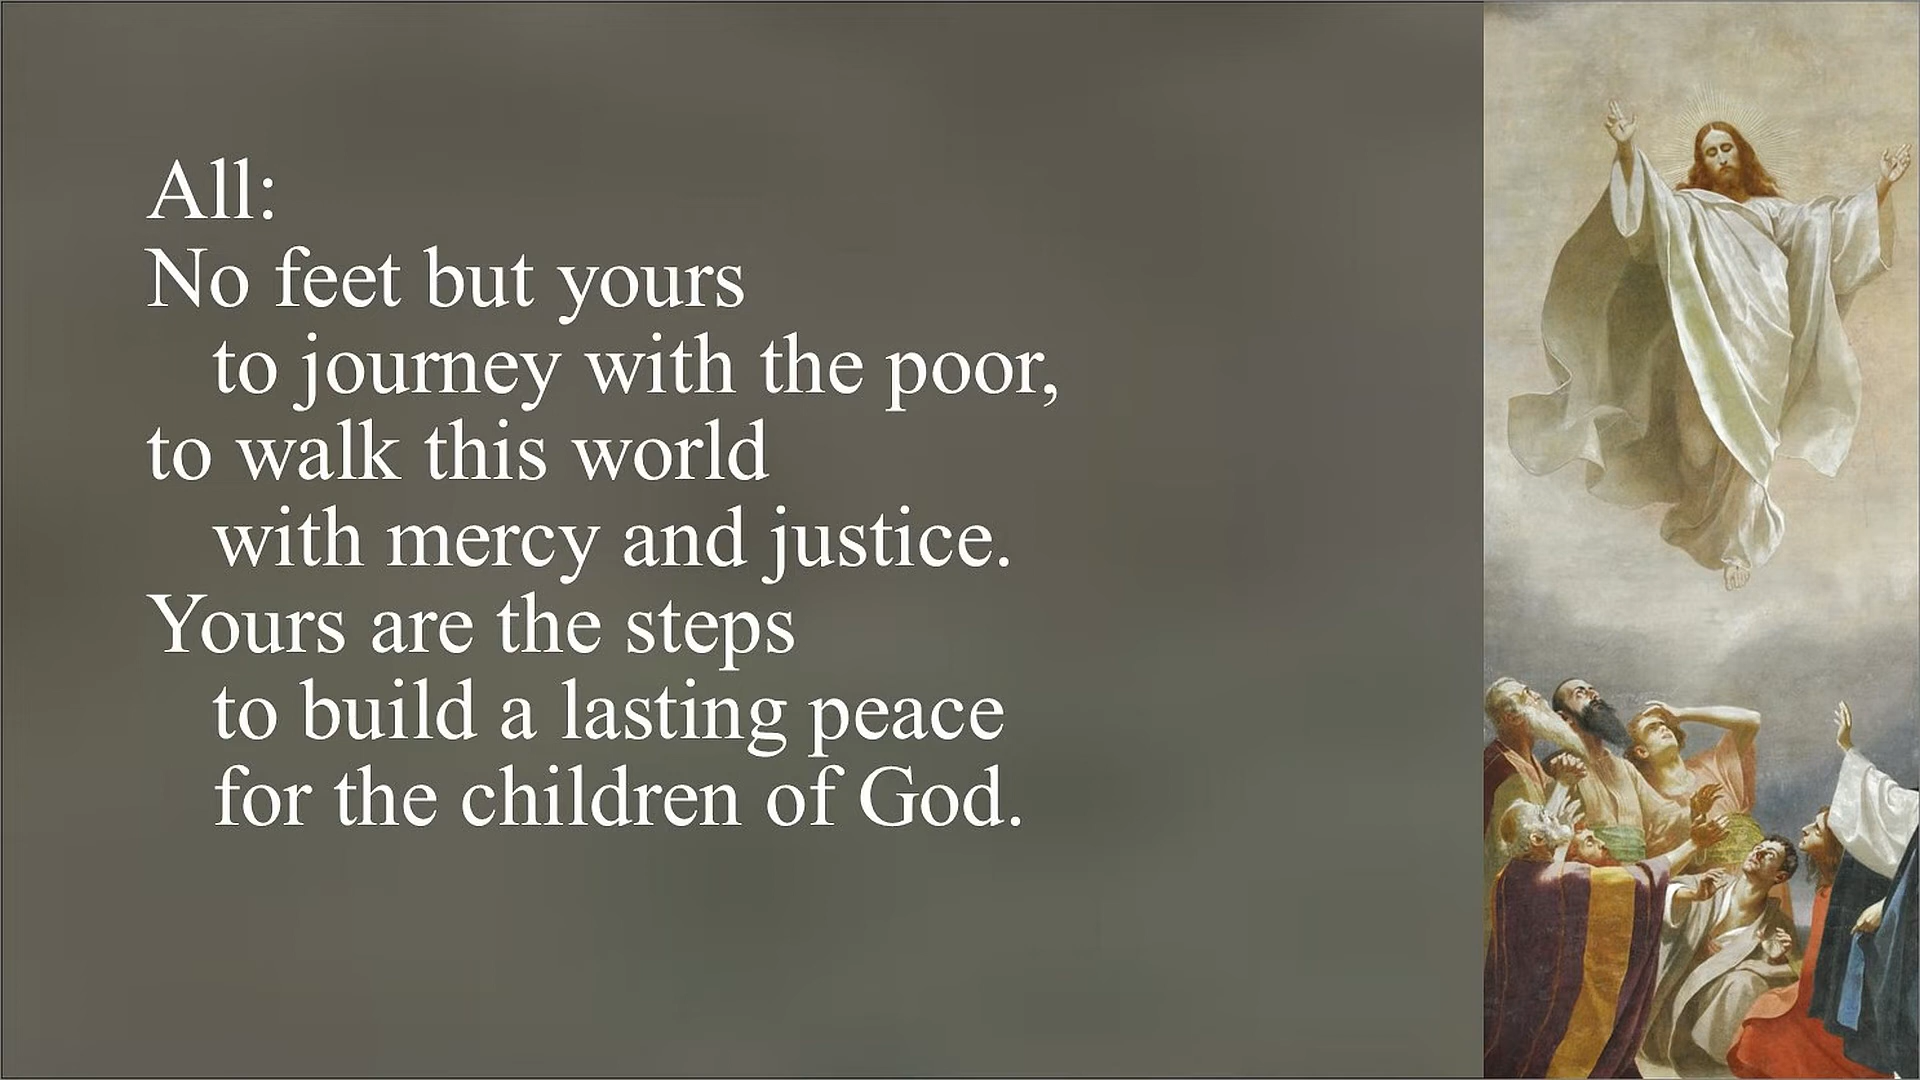 All:
No feet but yours
to journey with the poor,
to walk this world
with mercy and justice.
Yours are the steps
to build a lasting peace
for the children of God.